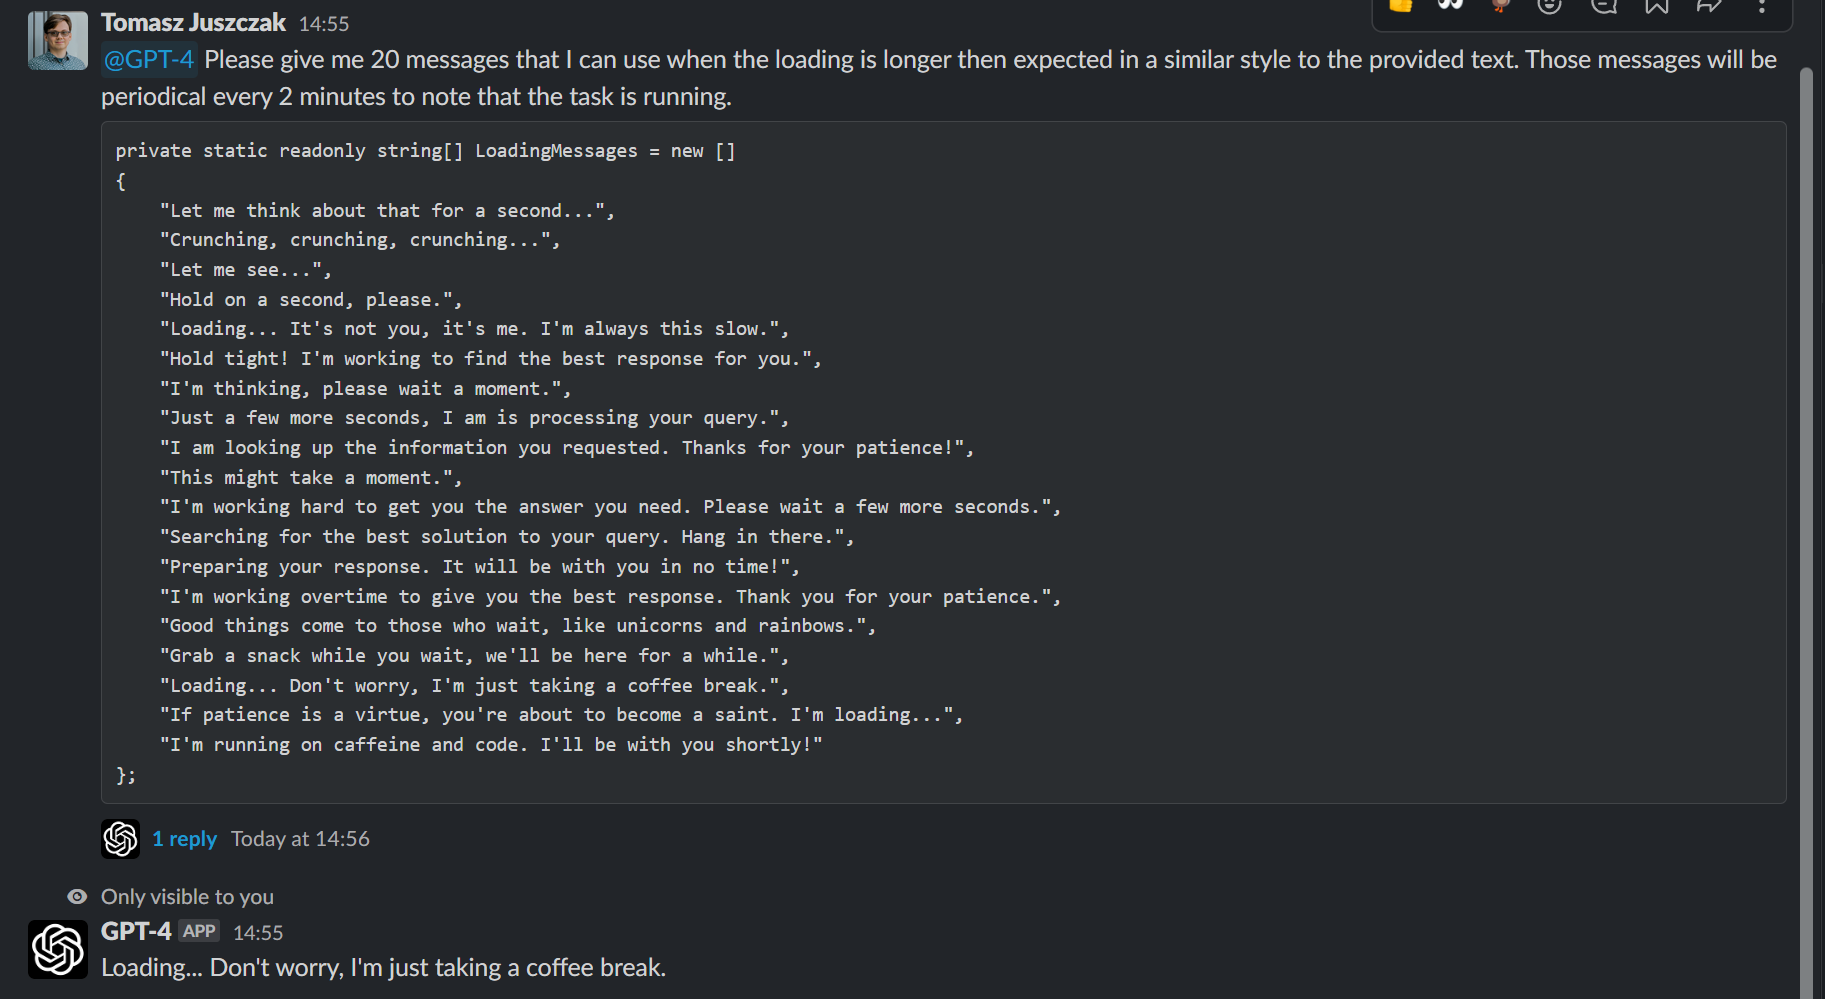 Tomasz Juszczak 14:55
@GPT-4 Please give me 20 messages that I can use when the loading is longer then expected in a similar style to the provided text. Those messages will be
periodical every 2 minutes to note that the task is running.
private static readonly string[] LoadingMessages = new []
{
"Let me think about that for a second...",
"Crunching, crunching, crunching...",
"Let me see...",
"Hold on a second, please.",
"Loading... It's not you, it's me. I'm always this slow.",
"Hold tight! I'm working to find the best response for you.",
"I'm thinking, please wait a moment.",
"Just a few more seconds, I am is processing your query.",
"I am looking up the information you requested. Thanks for your patience!",
"This might take a moment.",
"I'm working hard to get you the answer you need. Please wait a few more seconds.",
"Searching for the best solution to your query. Hang in there.",
"Preparing your response. It will be with you in no time!",
"I'm working overtime to give you the best response. Thank you for your patience.",
"Good things come to those who wait, like unicorns and rainbows.",
"Grab a snack while you wait, we'll be here for a while.",
"Loading... Don't worry, I'm just taking a coffee break.",
"If patience is a virtue, you're about to become a saint. I'm loading...",
"I'm running on caffeine and code. I'll be with you shortly!"
};
1 reply Today at 14:56
Only visible to you
GPT-4 APP 14:55
Loading... Don't worry, I'm just taking a coffee break.